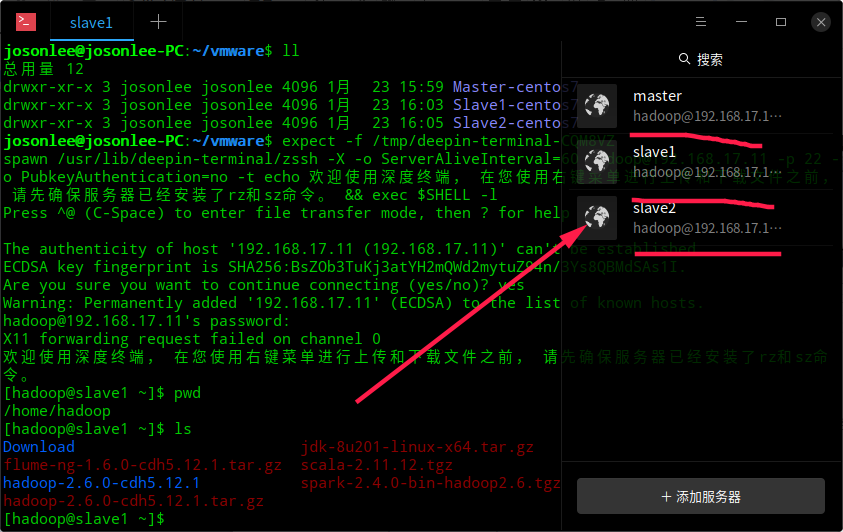 slave1
josonlee@josonlee-PC:~/vmware$ ll
总用量 12
drwxr-xr-x 3 josonlee josonlee 4096 1月 23 15:59 Master-centos7
drwxr-xr-x 3 josonlee josonlee 4096 1月 23 16:03 Slave1-centos7
drwxr-xr-x 3 josonlee josonlee 4096 1月 23 16:05 Slave2-centos7
josonlee@josonlee-PC:~/vmware$ expect -f /tmp/deepin-terminal-
spawn /usr/lib/deepin-terminal/zssh -X -o ServerAliveInterval=60 192.168.17.11 -p 22 -
o PubkeyAuthentication=no -t echo 欢迎使用深度终端， 在您使用右键菜单进行上传和下载文件之前，
请先确保服务器已经安装了rz和sz命令。 && exec $SHELL -l
Press ^@ (C-Space) to enter file transfer mode, then ? for help
The authenticity of host '192.168.17.11 (192.168.17.11)' can't be established.
ECDSA key fingerprint is SHA256:BsZOb3TuKj3atYH2mQWd2mytuZ94n/3Ys8QBMdSAs1I.
Are you sure you want to continue connecting (yes/no)? yes
Warning: Permanently added '192.168.17.11' (ECDSA) to the list of known hosts.
hadoop@192.168.17.11's password:
X11 forwarding request failed on channel 0
欢迎使用深度终端， 在您使用右键菜单进行上传和下载文件之前， 请先确保服务器已经安装了rz和sz命
令。
[hadoop@slave1 ~]$ pwd
/home/hadoop
[hadoop@slave1 ~]$ ls
Download jdk-8u201-linux-x64.tar.gz
flume-ng-1.6.0-cdh5.12.1.tar.gz scala-2.11.12.tgz
hadoop-2.6.0-cdh5.12.1 spark-2.4.0-bin-hadoop2.6.tgz
hadoop-2.6.0-cdh5.12.1.tar.gz
[hadoop@slave1 ~]$
搜索
master
hadoop@192.168.17.1…
slave1
hadoop@192.168.17.1…
slave2
hadoop@192.168.17.1…
+ 添加服务器